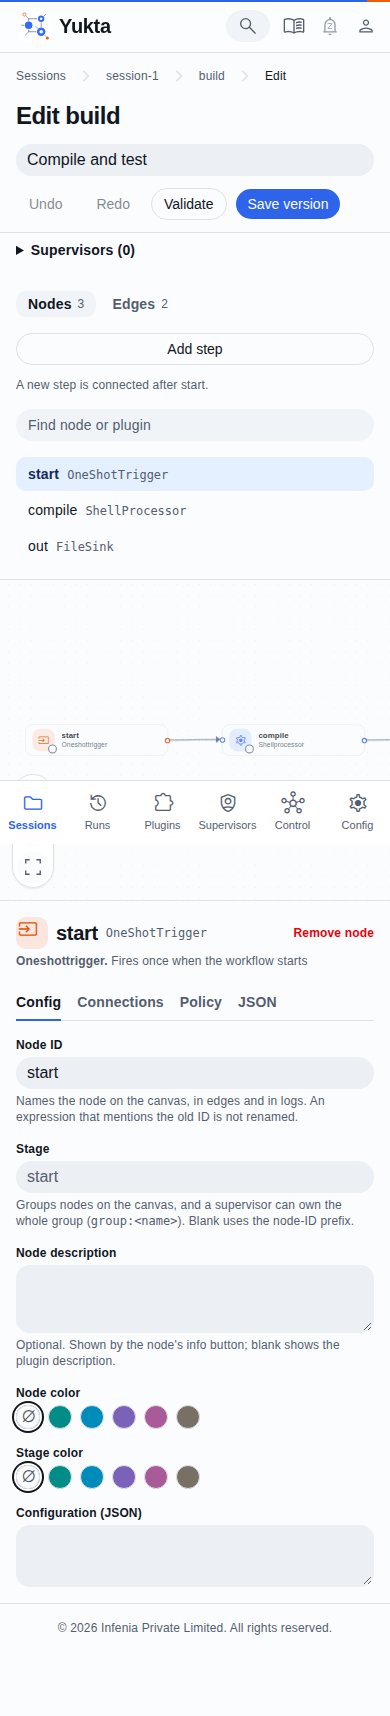 Yukta
Sessions session-1 build Edit
Edit build
Compile and test
Undo Redo Validate Save version
Supervisors (0)
Nodes 3 Edges 2
Add step
A new step is connected after start.
Find node or plugin
start OneShotTrigger
compile ShellProcessor
out FileSink
start
Oneshottrigger
compile
Shellprocessor
Sessions Runs Plugins Supervisors Control Config
start OneShotTrigger Remove node
Oneshottrigger. Fires once when the workflow starts
Config Connections Policy JSON
Node ID
start
Names the node on the canvas, in edges and in logs. An
expression that mentions the old ID is not renamed.
Stage
start
Groups nodes on the canvas, and a supervisor can own the
whole group (group:<name>). Blank uses the node-ID prefix.
Node description
Optional. Shown by the node's info button; blank shows the
plugin description.
Node color
Stage color
Configuration (JSON)
© 2026 Infenia Private Limited. All rights reserved.